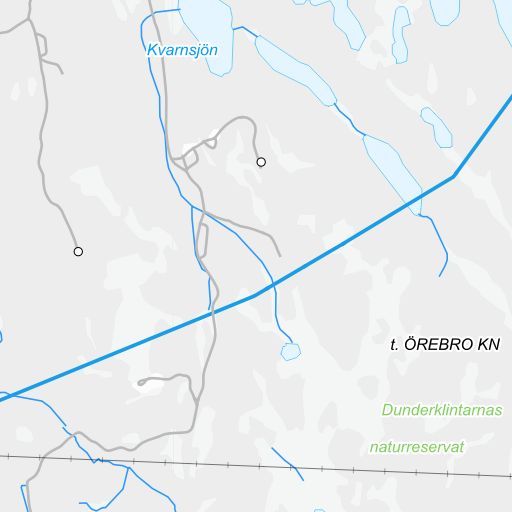 Kvarnsjön
t. ÖREBRO KN
Dunderklintarnas
naturreservat